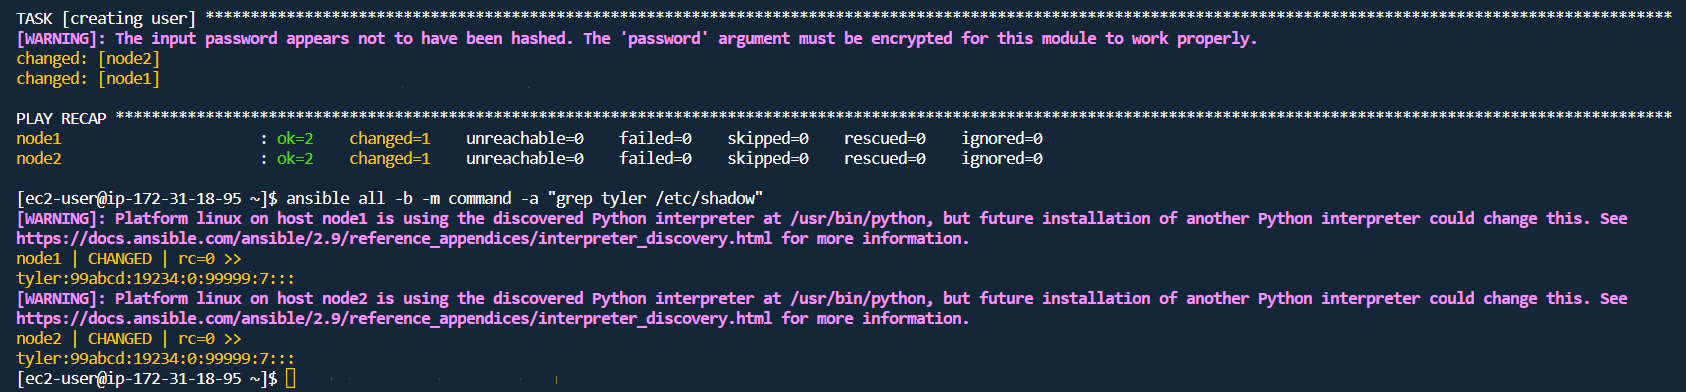 TASK [creating user] *******************************************************************************************************************************************************************
[WARNING]: The input password appears not to have been hashed. The 'password' argument must be encrypted for this module to work properly.
changed: [node2]
changed: [node1]
PLAY RECAP *****************************************************************************************************************************************************************************
node1                      : ok=2    changed=1    unreachable=0    failed=0    skipped=0    rescued=0    ignored=0
node2                      : ok=2    changed=1    unreachable=0    failed=0    skipped=0    rescued=0    ignored=0
[ec2-user@ip-172-31-18-95 ~]$ ansible all -b -m command -a "grep tyler /etc/shadow"
[WARNING]: Platform linux on host node1 is using the discovered Python interpreter at /usr/bin/python, but future installation of another Python interpreter could change this. See
https://docs.ansible.com/ansible/2.9/reference_appendices/interpreter_discovery.html for more information.
node1 | CHANGED | rc=0 >>
tyler:99abcd:19234:0:99999:7:::
[WARNING]: Platform linux on host node2 is using the discovered Python interpreter at /usr/bin/python, but future installation of another Python interpreter could change this. See
https://docs.ansible.com/ansible/2.9/reference_appendices/interpreter_discovery.html for more information.
node2 | CHANGED | rc=0 >>
tyler:99abcd:19234:0:99999:7:::
[ec2-user@ip-172-31-18-95 ~]$